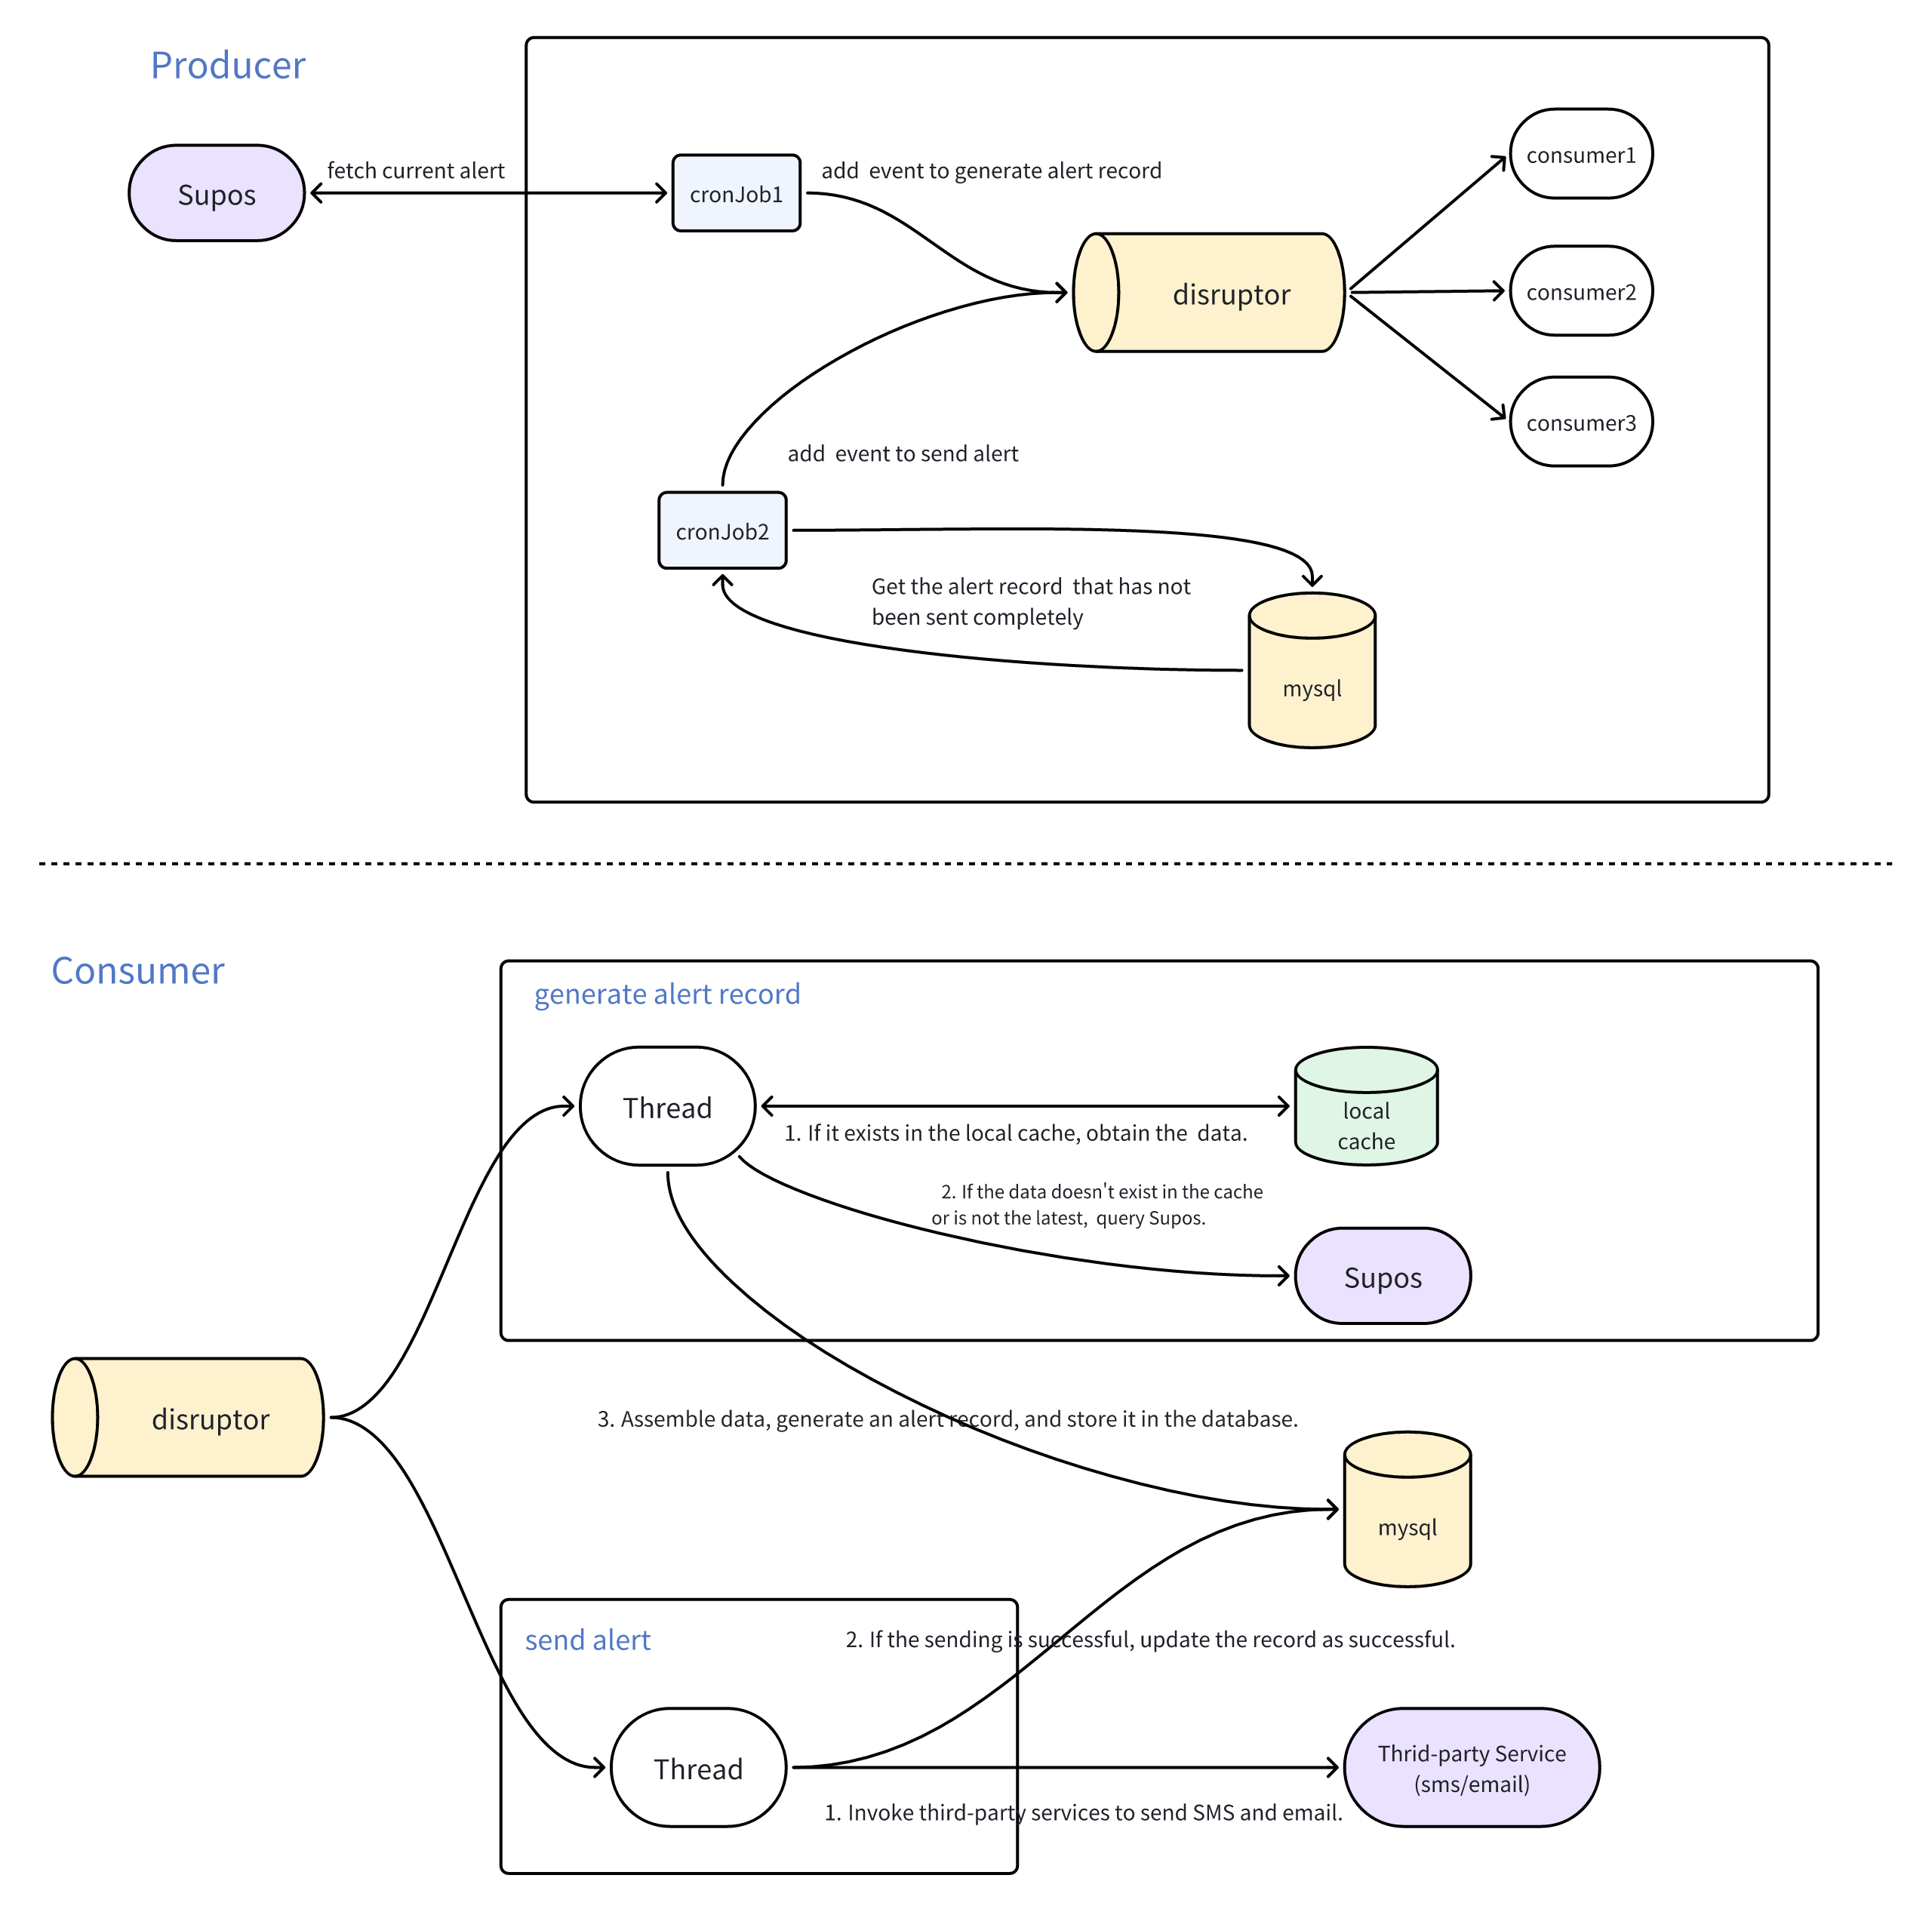 Producer
Supos
fetch current alert
cronJob1
add event to generate alert record
disruptor
consumer1
consumer2
consumer3
add event to send alert
cronJob2
Get the alert record that has not
been sent completely
mysql
Consumer
generate alert record
Thread
local
cache
1. If it exists in the local cache, obtain the data.
2. If the data doesn't exist in the cache
or is not the latest, query Supos.
Supos
disruptor
3. Assemble data, generate an alert record, and store it in the database.
mysql
send alert
2. If the sending is successful, update the record as successful.
Thread
Thrid-party Service
(sms/email)
1. Invoke third-party services to send SMS and email.